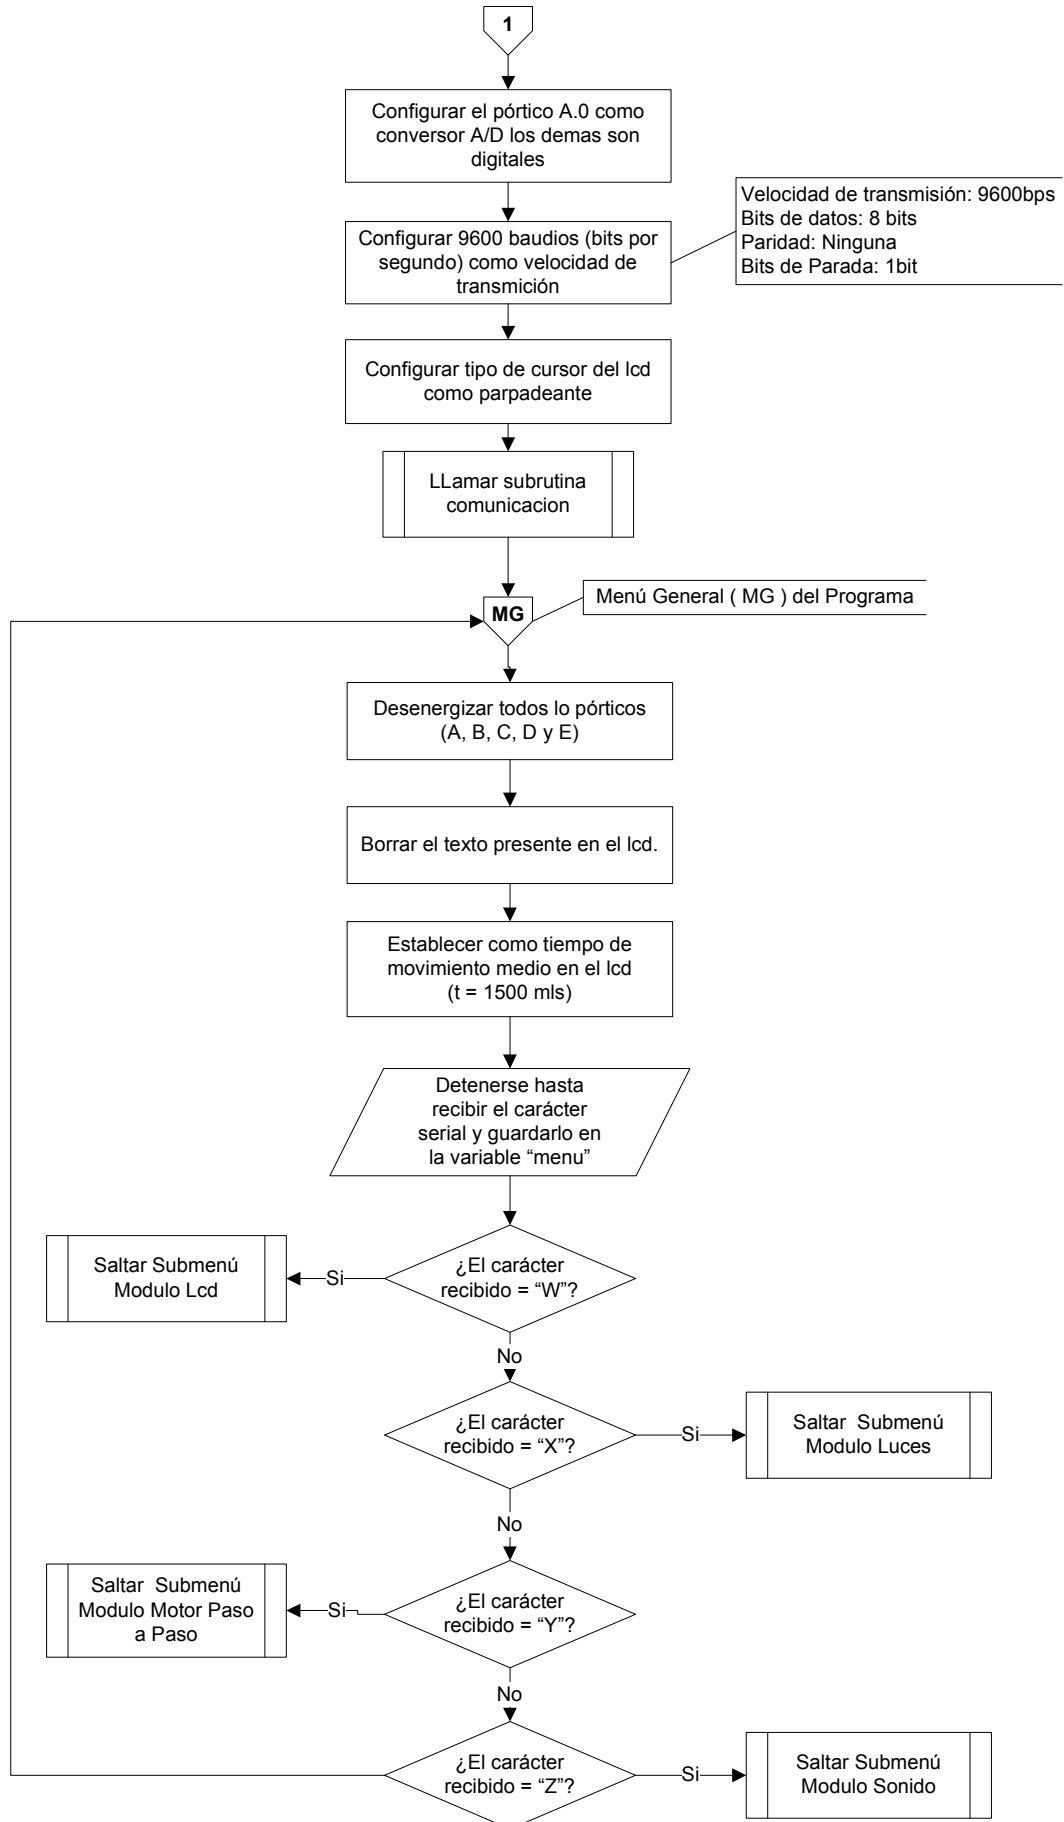 1
Configurar el pórtico A.0 como
conversor A/D los demas son
digitales
Velocidad de transmisión: 9600bps
Bits de datos: 8 bits
Paridad: Ninguna
Bits de Parada: 1bit
Configurar 9600 baudios (bits por
segundo) como velocidad de
transmición
Configurar tipo de cursor del lcd
como parpadeante
LLamar subrutina
comunicacion
Menú General ( MG ) del Programa
MG
Desenergizar todos lo pórticos
(A, B, C, D y E)
Borrar el texto presente en el lcd.
Establecer como tiempo de
movimiento medio en el lcd
(t = 1500 mls)
Detenerse hasta
recibir el carácter
serial y guardarlo en
la variable “menu”
¿El carácter
recibido = “W”?
Si
Saltar Submenú
Modulo Lcd
No
¿El carácter
recibido = “X”?
Si
Saltar Submenú
Modulo Luces
No
¿El carácter
recibido = “Y”?
Si
Saltar Submenú
Modulo Motor Paso
a Paso
No
¿El carácter
recibido = “Z”?
Si
Saltar Submenú
Modulo Sonido